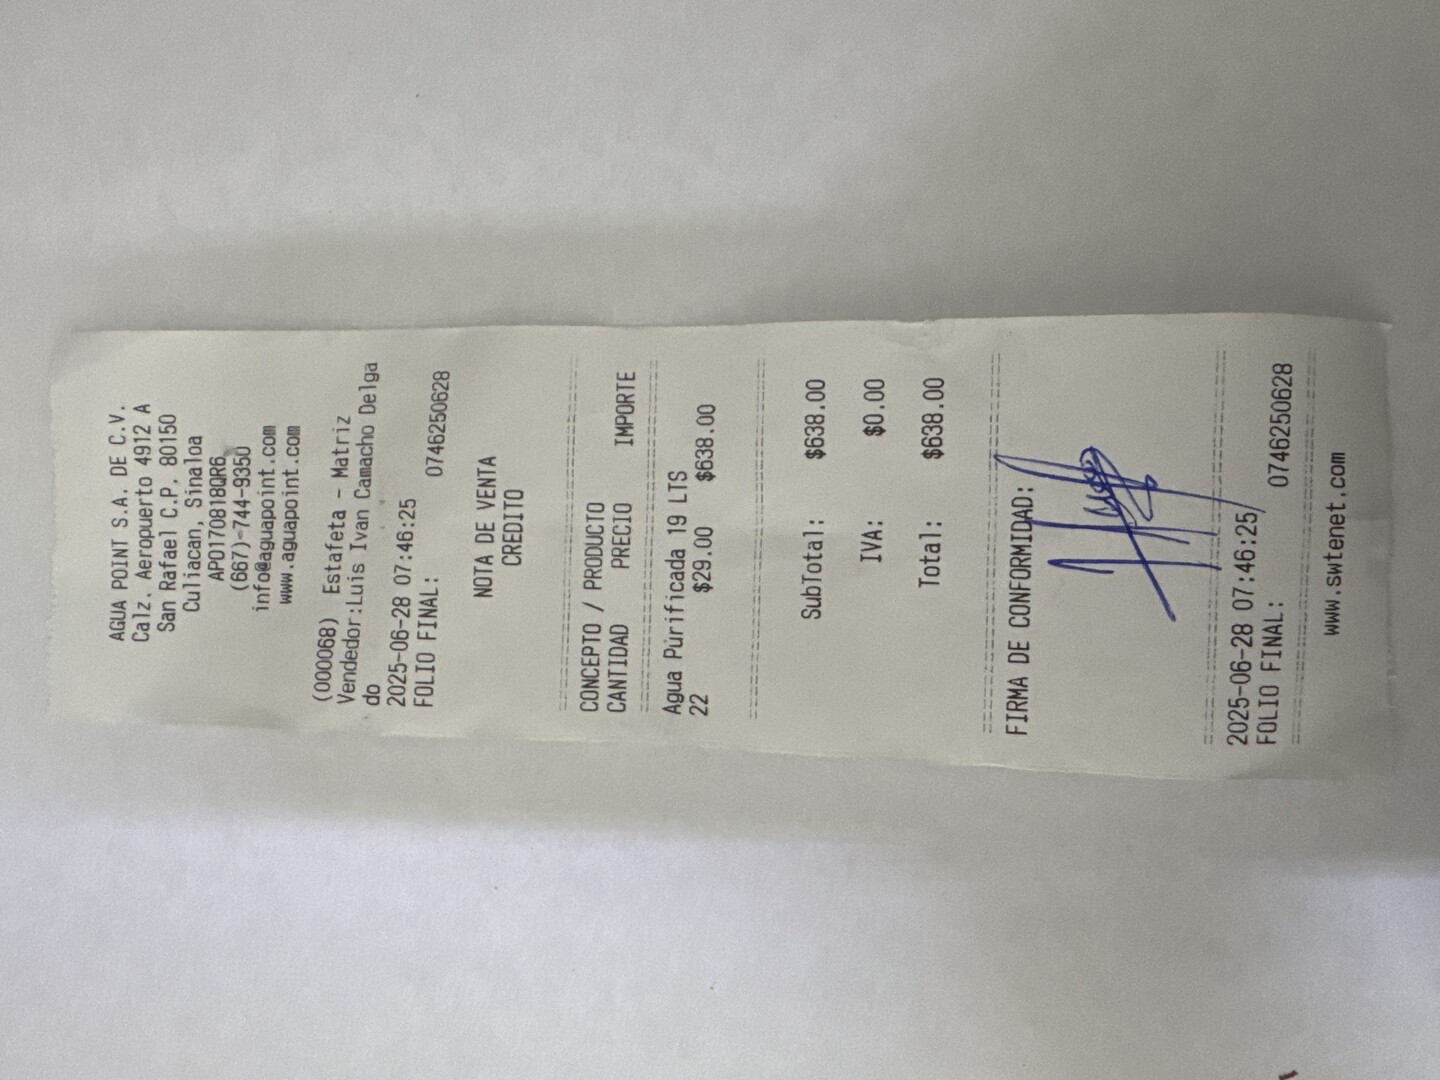 AGUA POINT S.A. DE C.V.
Calz. Aeropuerto 4912 A
San Rafael C.P. 80150
Culiacan, Sinaloa
APO170818QR6
(667)-744-9350
info@aguapoint.com
www.aguapoint.com
(000068) Estafeta - Matriz
Vendedor:Luis Ivan Camacho Delga
do
2025-06-28 07:46:25
FOLIO FINAL: 0746250628
NOTA DE VENTA
CREDITO
CONCEPTO / PRODUCTO
CANTIDAD PRECIO IMPORTE
Agua Purificada 19 LTS
22 $29.00 $638.00
SubTotal: $638.00
IVA: $0.00
Total: $638.00
FIRMA DE CONFORMIDAD:
2025-06-28 07:46:25
FOLIO FINAL: 0746250628
www.swtenet.com